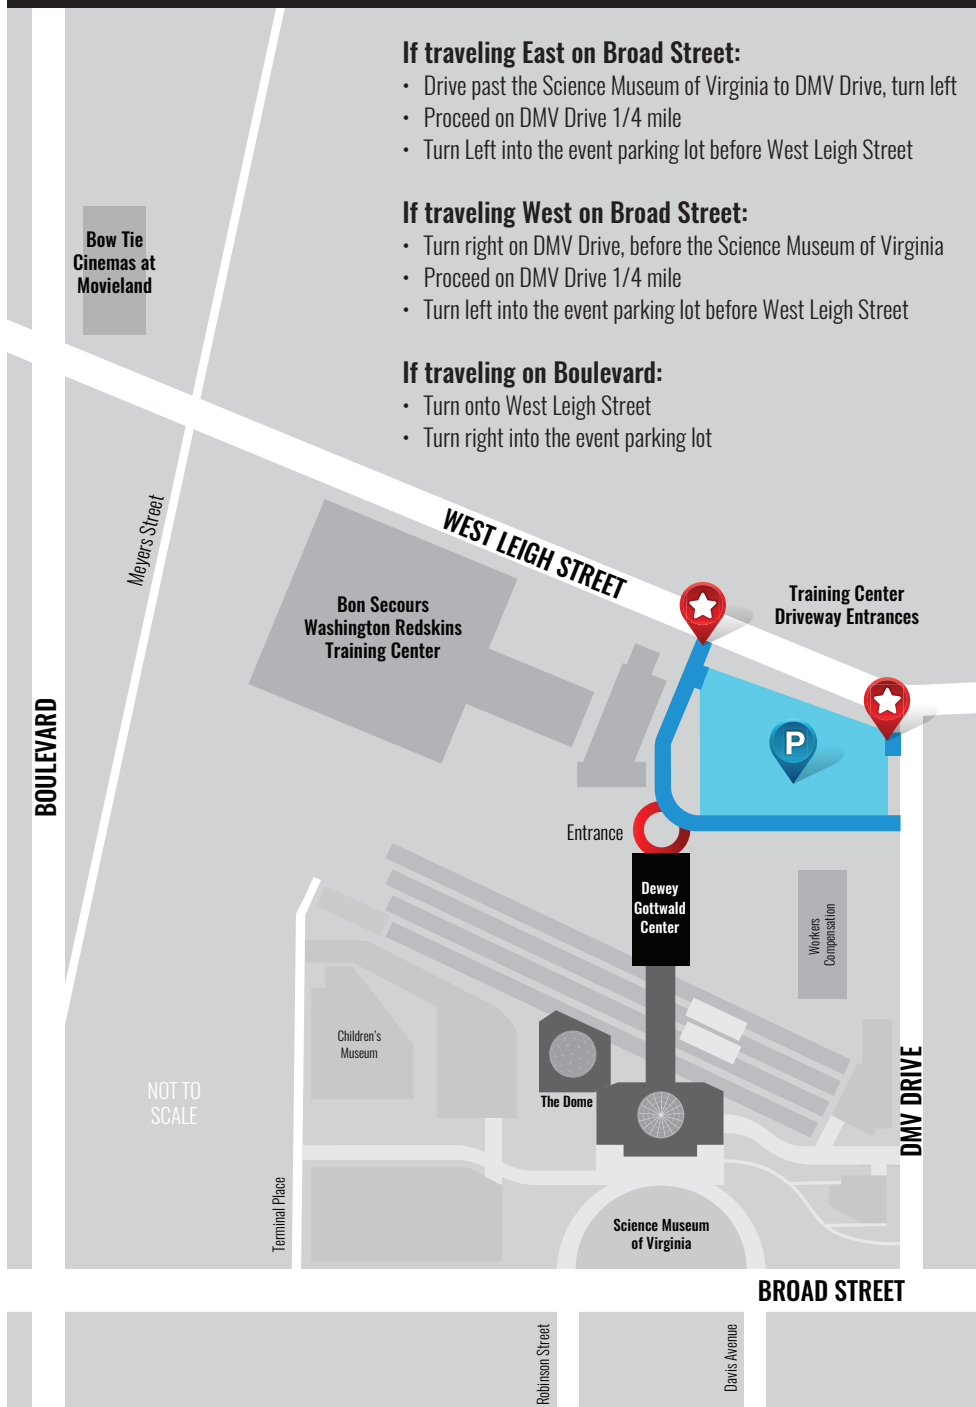 If traveling East on Broad Street:
• Drive past the Science Museum of Virginia to DMV Drive, turn left
• Proceed on DMV Drive 1/4 mile
• Turn Left into the event parking lot before West Leigh Street
If traveling West on Broad Street:
• Turn right on DMV Drive, before the Science Museum of Virginia
• Proceed on DMV Drive 1/4 mile
• Turn left into the event parking lot before West Leigh Street
If traveling on Boulevard:
• Turn onto West Leigh Street
• Turn right into the event parking lot
Bow Tie
Cinemas at
Movieland
Meyers Street
WEST LEIGH STREET
Training Center
Driveway Entrances
Bon Secours
Washington Redskins
Training Center
BOULEVARD
P
Entrance
Dewey
Gottwald
Center
Workers
Compensation
Children's
Museum
NOT TO
SCALE
The Dome
DMV DRIVE
Terminal Place
Science Museum
of Virginia
BROAD STREET
Robinson Street
Davis Avenue